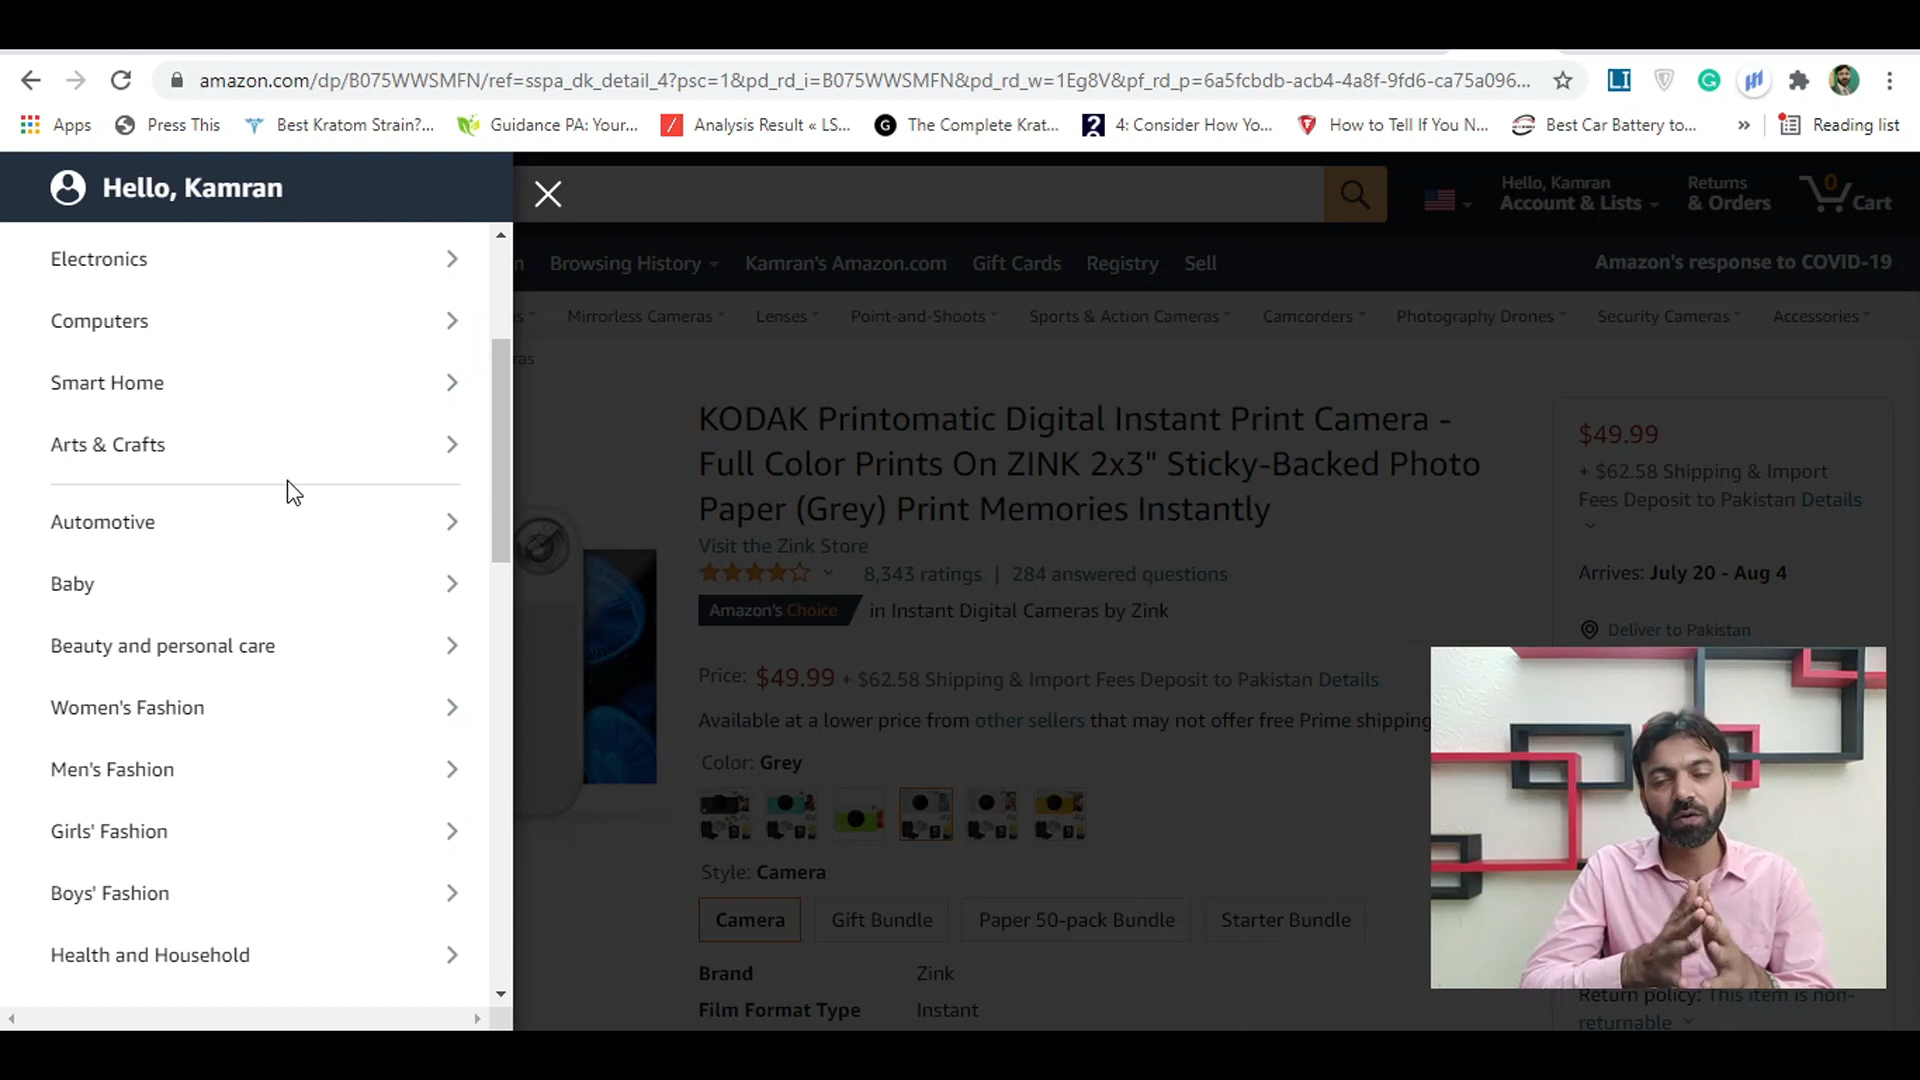 amazon.com/dp/B075WWSMFN/ref=sspa_dk_detail_4?psc=1&pd_rd_i=B075WWSMFN&pd_rd_w=1Eg8V&pf_rd_p=6a5fcbdb-acb4-4a8f-9fd6-ca75a096...
Apps Press This Best Kratom Strain?... Guidance PA: Your... Analysis Result « LS... The Complete Krat... 4: Consider How Yo... How to Tell If You N... Best Car Battery to... » Reading list
Hello, Kamran
Electronics
Computers
Smart Home
Arts & Crafts
Automotive
Baby
Beauty and personal care
Women's Fashion
Men's Fashion
Girls' Fashion
Boys' Fashion
Health and Household
Hello, Kamran
Account & Lists
Returns
& Orders
0
Cart
Browsing History Kamran's Amazon.com Gift Cards Registry Sell Amazon's response to COVID-19
Mirrorless Cameras Lenses Point-and-Shoots Sports & Action Cameras Camcorders Photography Drones Security Cameras Accessories
KODAK Printomatic Digital Instant Print Camera -
Full Color Prints On ZINK 2x3" Sticky-Backed Photo
Paper (Grey) Print Memories Instantly
Visit the Zink Store
8,343 ratings | 284 answered questions
Amazon's Choice in Instant Digital Cameras by Zink
Price: $49.99 + $62.58 Shipping & Import Fees Deposit to Pakistan Details
Available at a lower price from other sellers that may not offer free Prime shipping
Color: Grey
Style: Camera
Camera Gift Bundle Paper 50-pack Bundle Starter Bundle
Brand Zink
Film Format Type Instant
$49.99
+ $62.58 Shipping & Import
Fees Deposit to Pakistan Details
Arrives: July 20 - Aug 4
Deliver to Pakistan
Return policy: This item is non-
returnable